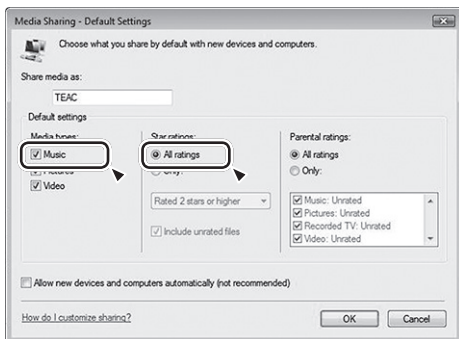 Media Sharing - Default Settings
Choose what you share by default with new devices and computers.
Share media as:
TEAC
Default settings
Media types:
Music
Pictures
Video
Star ratings:
All ratings
Only:
Rated 2 stars or higher
Include unrated files
Parental ratings:
All ratings
Only:
Music: Unrated
Pictures: Unrated
Recorded TV: Unrated
Video: Unrated
Allow new devices and computers automatically (not recommended)
How do I customize sharing?
OK
Cancel